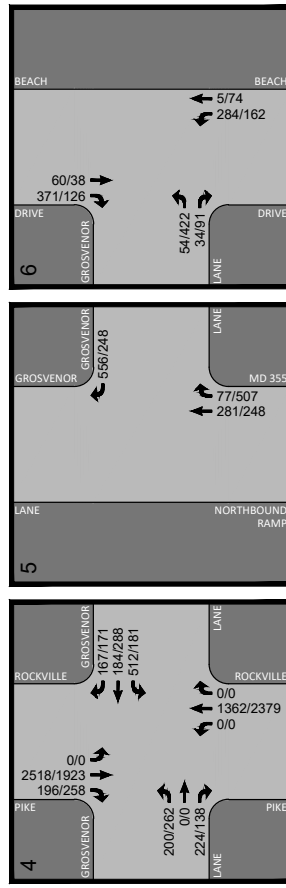 BEACH
BEACH
5/74
284/162
60/38
371/126
DRIVE
GROSVENOR
54/422
34/91
LANE
DRIVE
6
GROSVENOR
GROSVENOR
LANE
556/248
MD 355
77/507
281/248
LANE
NORTHBOUND
RAMP
5
ROCKVILLE
GROSVENOR
LANE
ROCKVILLE
167/171
184/288
512/181
0/0
1362/2379
0/0
0/0
2518/1923
196/258
PIKE
GROSVENOR
200/262
0/0
224/138
LANE
PIKE
4